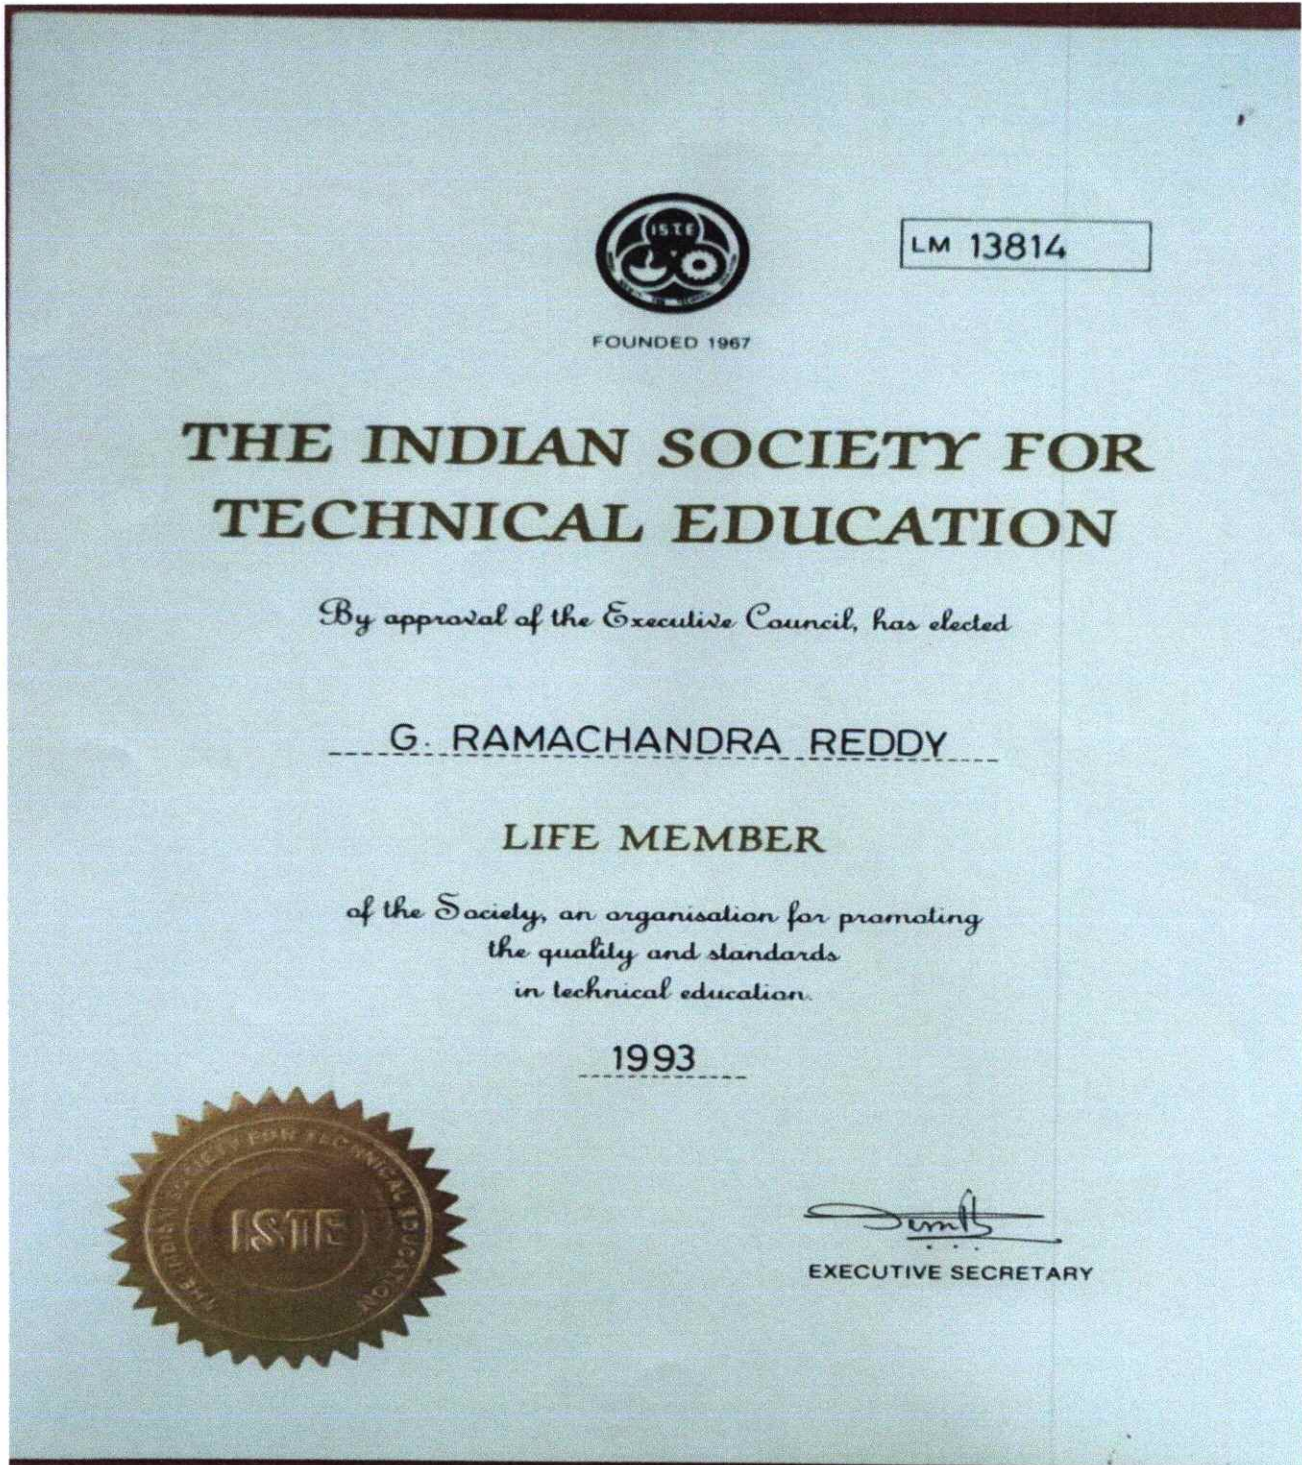 ISTE
LM 13814
FOUNDED 1967
THE INDIAN SOCIETY FOR
TECHNICAL EDUCATION
By approval of the Executive Council, has elected
G. RAMACHANDRA REDDY
LIFE MEMBER
of the Society, an organisation for promoting
the quality and standards
in technical education.
1993
THE INDIAN SOCIETY FOR TECHNICAL EDUCATION
ISTE
EXECUTIVE SECRETARY